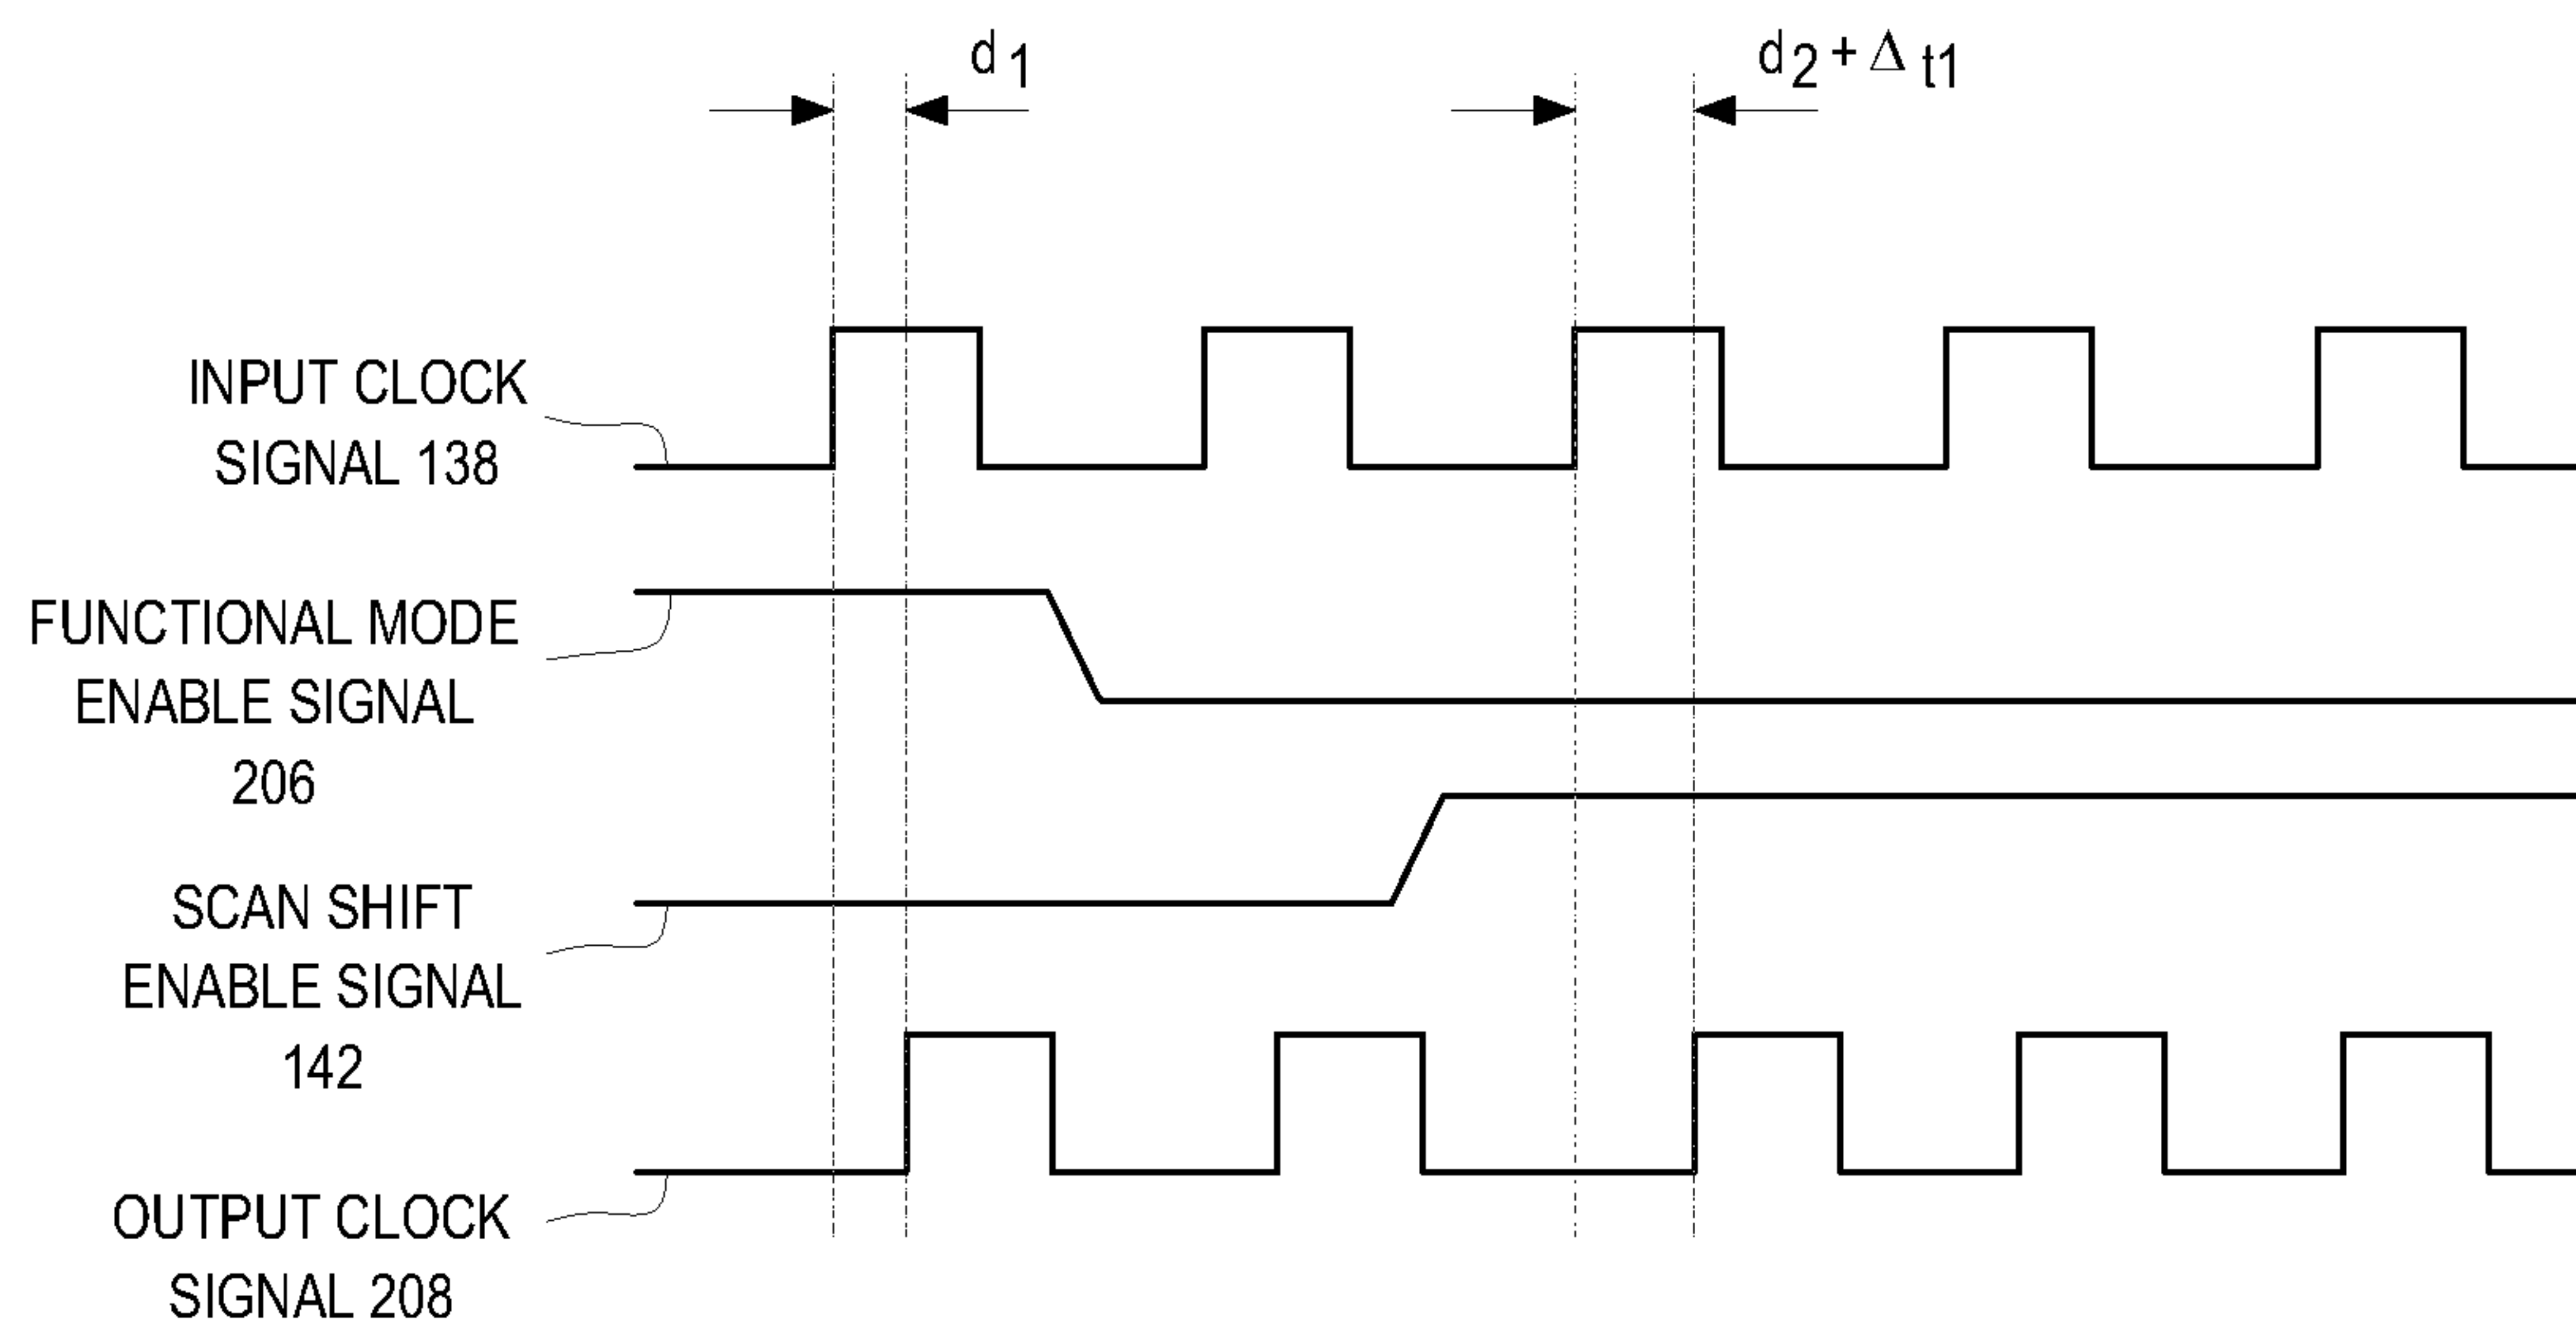 d1
d2 + Δt1
INPUT CLOCK
SIGNAL 138
FUNCTIONAL MODE
ENABLE SIGNAL
206
SCAN SHIFT
ENABLE SIGNAL
142
OUTPUT CLOCK
SIGNAL 208